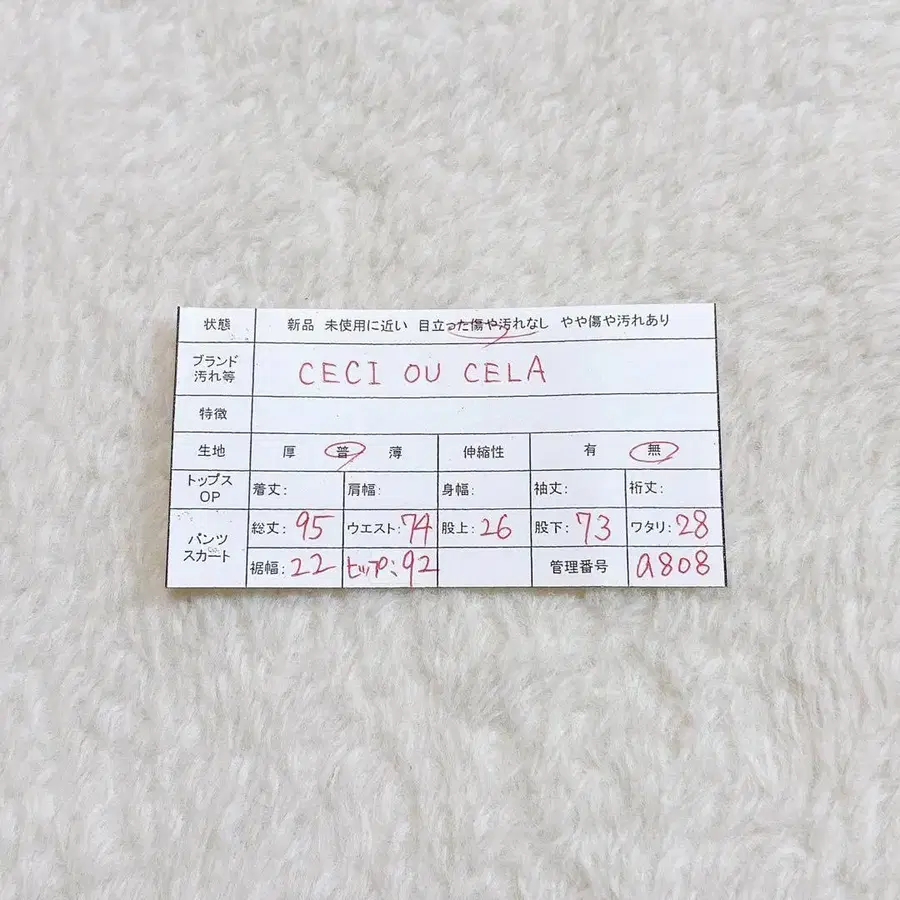 状態 新品 未使用に近い 目立った傷や汚れなし やや傷や汚れあり
ブランド
汚れ等 CECI OU CELA
特徴
生地 厚 普 薄 伸縮性 有 無
トップス
OP 着丈: 肩幅: 身幅: 袖丈: 裄丈:
パンツ
スカート 総丈: 95 ウエスト: 74 股上: 26 股下: 73 ワタリ: 28
裾幅: 22 ヒップ: 92 管理番号 a808